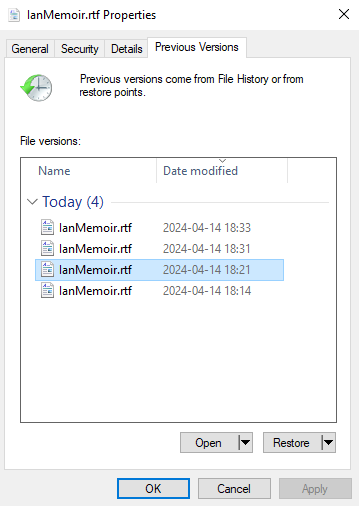 IanMemoir.rtf Properties
General Security Details Previous Versions
Previous versions come from File History or from
restore points.
File versions:
Name Date modified
Today (4)
IanMemoir.rtf 2024-04-14 18:33
IanMemoir.rtf 2024-04-14 18:31
IanMemoir.rtf 2024-04-14 18:21
IanMemoir.rtf 2024-04-14 18:14
Open Restore
OK Cancel Apply